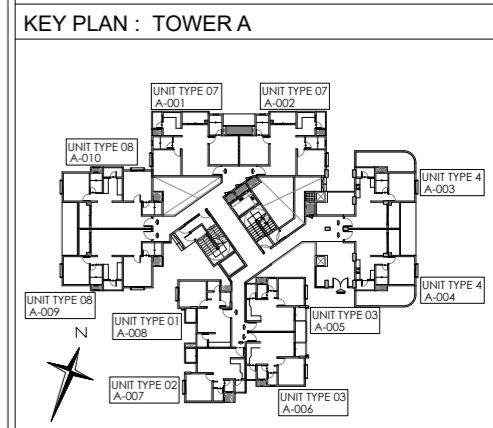 KEY PLAN : TOWER A
UNIT TYPE 07
A-001
UNIT TYPE 07
A-002
UNIT TYPE 08
A-010
UNIT TYPE 4
A-003
UNIT TYPE 08
A-009
UNIT TYPE 4
A-004
UNIT TYPE 01
A-008
UNIT TYPE 03
A-005
N
UNIT TYPE 02
A-007
UNIT TYPE 03
A-006